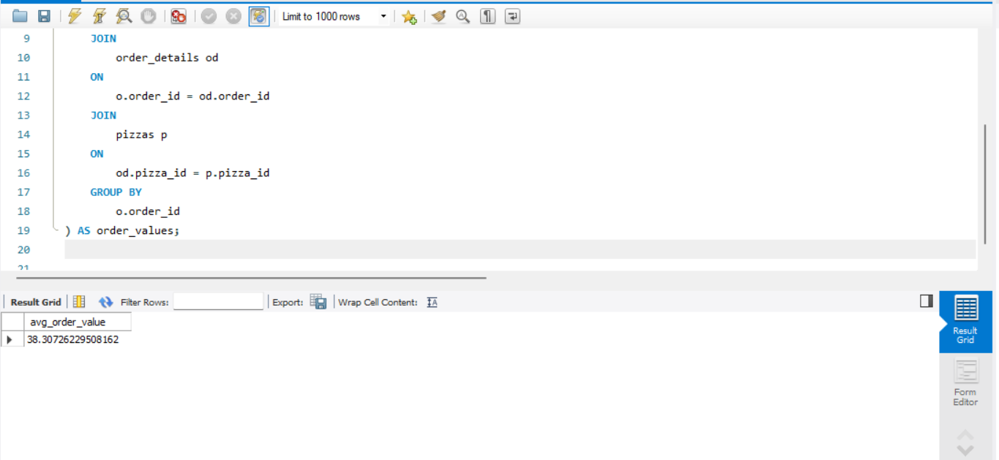 Limit to 1000 rows
9 JOIN
10 order_details od
11 ON
12 o.order_id = od.order_id
13 JOIN
14 pizzas p
15 ON
16 od.pizza_id = p.pizza_id
17 GROUP BY
18 o.order_id
19 ) AS order_values;
20
21
Result Grid Filter Rows: Export: Wrap Cell Content: IA
avg_order_value
38.30726229508162
Result
Grid
Form
Editor